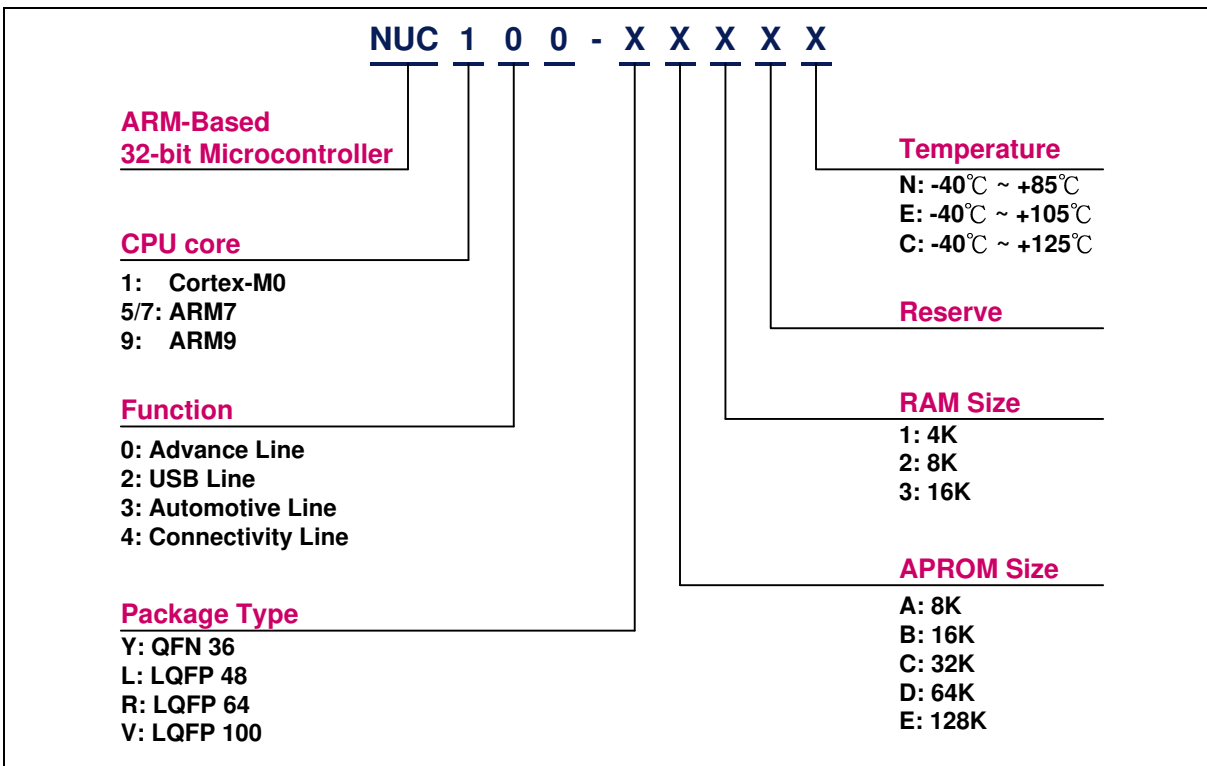 NUC 1 0 0 - X X X X X
ARM-Based
32-bit Microcontroller
CPU core
1: Cortex-M0
5/7: ARM7
9: ARM9
Function
0: Advance Line
2: USB Line
3: Automotive Line
4: Connectivity Line
Package Type
Y: QFN 36
L: LQFP 48
R: LQFP 64
V: LQFP 100
Temperature
N: -40℃ ~ +85℃
E: -40℃ ~ +105℃
C: -40℃ ~ +125℃
Reserve
RAM Size
1: 4K
2: 8K
3: 16K
APROM Size
A: 8K
B: 16K
C: 32K
D: 64K
E: 128K